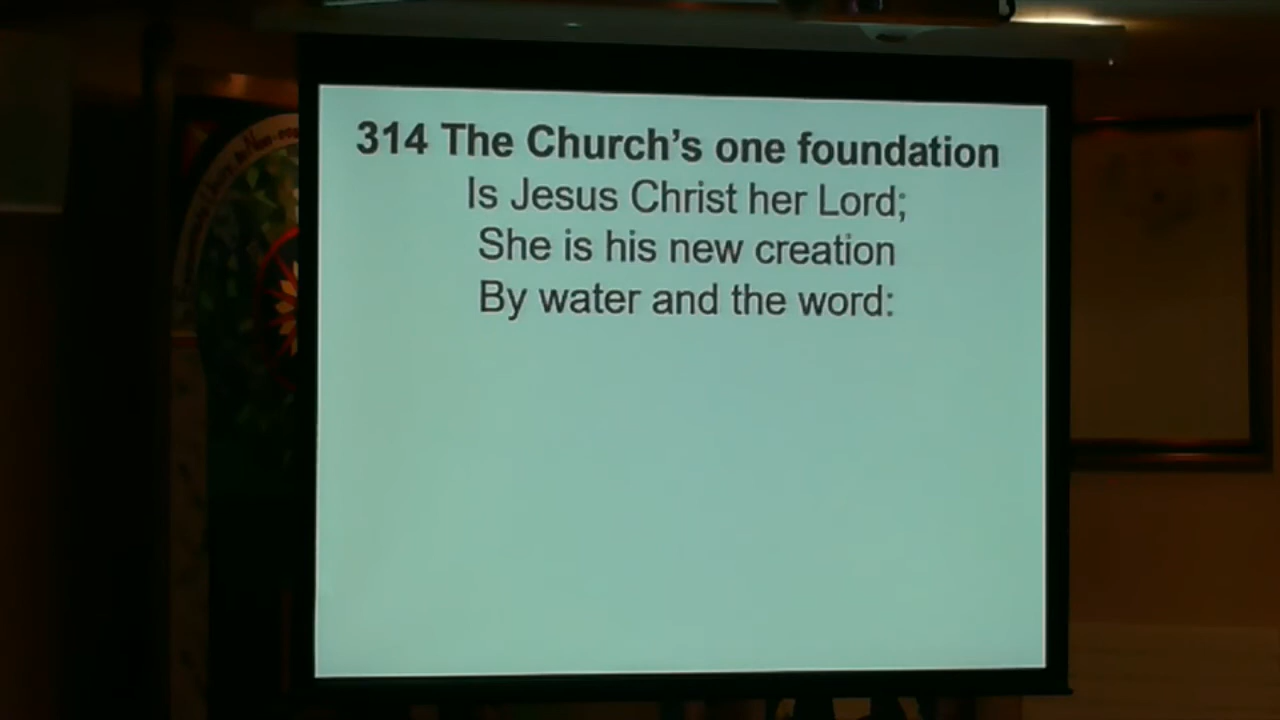 314 The Church's one foundation
Is Jesus Christ her Lord;
She is his new creation
By water and the word: